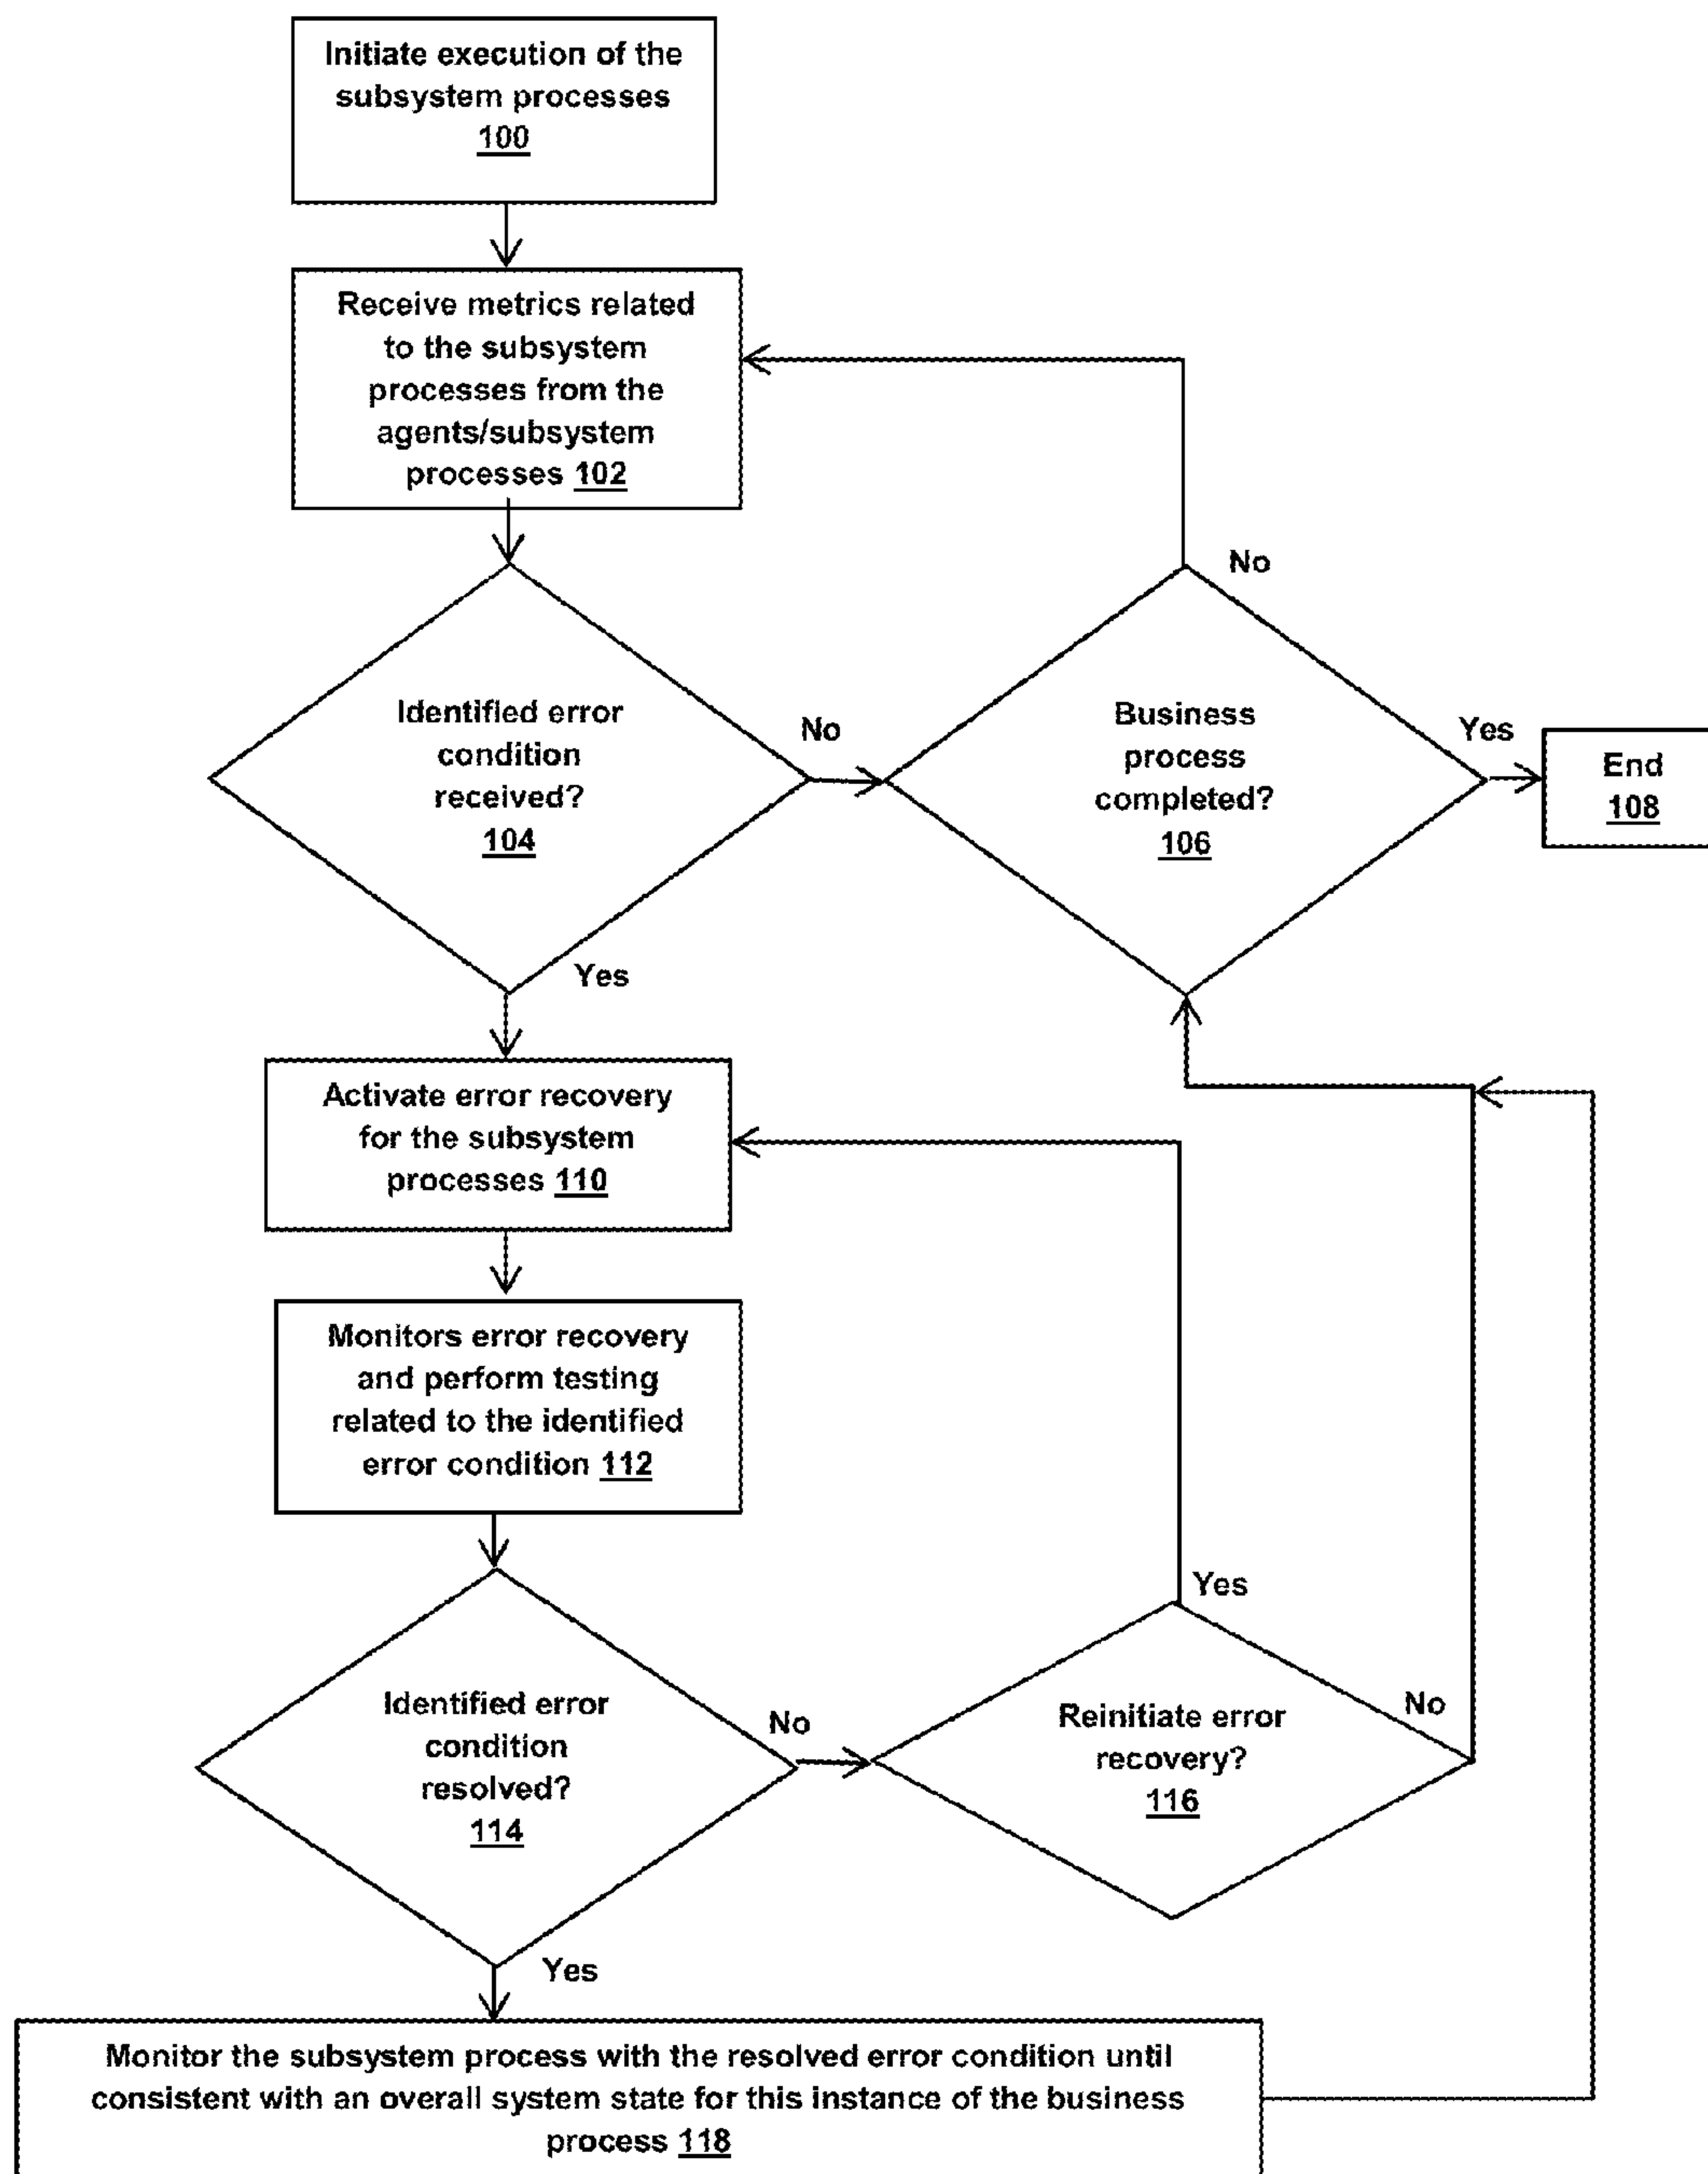 Initiate execution of the
subsystem processes
100
Receive metrics related
to the subsystem
processes from the
agents/subsystem
processes 102
No
Identified error
condition
received?
104
No
Business
process
completed?
106
Yes
End
108
Yes
Activate error recovery
for the subsystem
processes 110
Monitors error recovery
and perform testing
related to the identified
error condition 112
Yes
Identified error
condition
resolved?
114
No
Reinitiate error
recovery?
116
No
Yes
Monitor the subsystem process with the resolved error condition until
consistent with an overall system state for this instance of the business
process 118